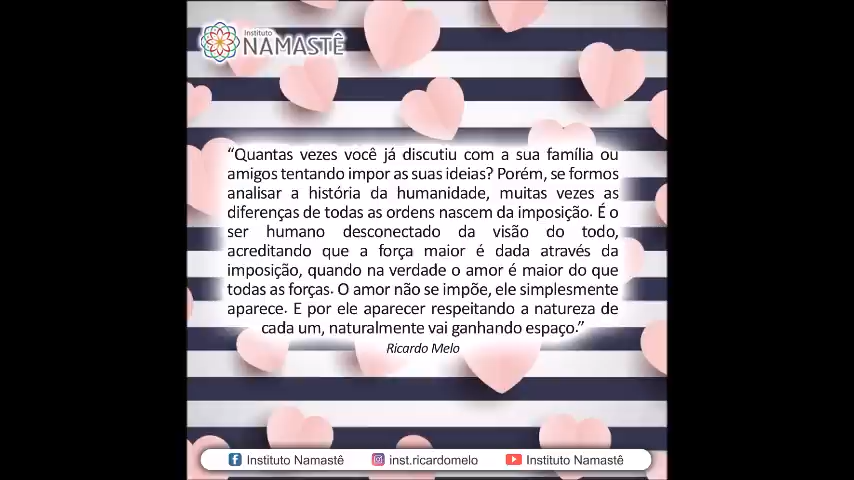 Instituto
NAMASTÊ
“Quantas vezes você já discutiu com a sua família ou
amigos tentando impor as suas ideias? Porém, se formos
analisar a história da humanidade, muitas vezes as
diferenças de todas as ordens nascem da imposição. É o
ser humano desconectado da visão do todo,
acreditando que a força maior é dada através da
imposição, quando na verdade o amor é maior do que
todas as forças. O amor não se impõe, ele simplesmente
aparece. E por ele aparecer respeitando a natureza de
cada um, naturalmente vai ganhando espaço.”
Ricardo Melo
Instituto Namastê inst.ricardomelo Instituto Namastê